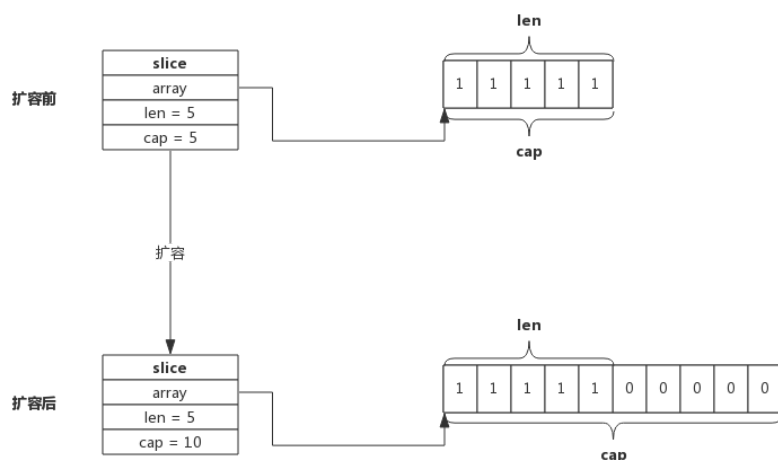 len
slice
array
len = 5
cap = 5
扩容前
1 1 1 1 1
cap
扩容
len
slice
array
len = 5
cap = 10
扩容后
1 1 1 1 1 0 0 0 0 0
cap